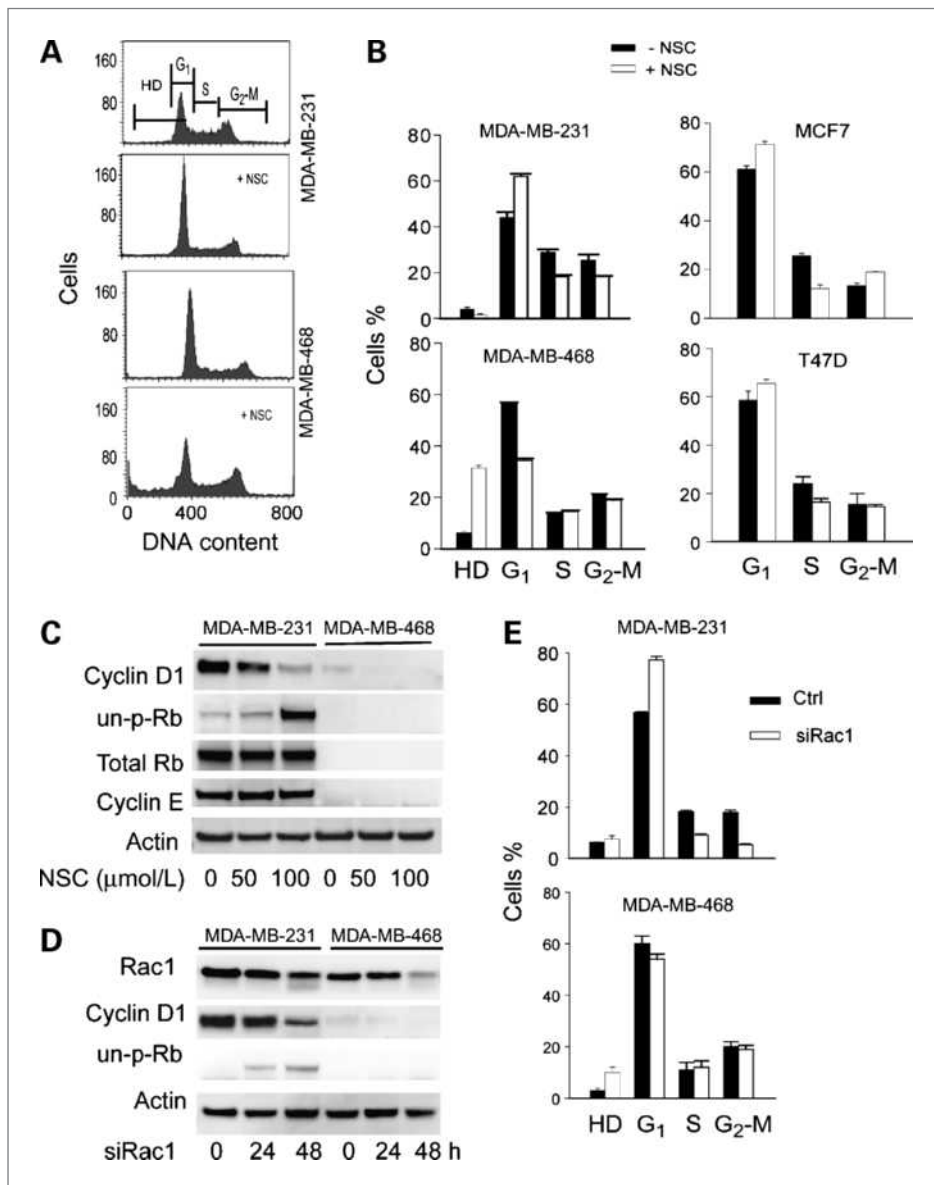 A
160
80
0
HD
G1
S
G2-M
MDA-MB-231
160
80
+ NSC
Cells
160
80
0
MDA-MB-468
160
80
+ NSC
0 400 800
DNA content
B
- NSC
+ NSC
MDA-MB-231
80
60
40
20
0
MCF7
80
60
40
20
0
Cells %
MDA-MB-468
80
60
40
20
0
HD G1 S G2-M
T47D
80
60
40
20
0
G1 S G2-M
C
MDA-MB-231 MDA-MB-468
Cyclin D1
un-p-Rb
Total Rb
Cyclin E
Actin
NSC (μmol/L) 0 50 100 0 50 100
D
MDA-MB-231 MDA-MB-468
Rac1
Cyclin D1
un-p-Rb
Actin
siRac1 0 24 48 0 24 48 h
E
MDA-MB-231
80
60
40
20
0
Ctrl
siRac1
Cells %
MDA-MB-468
80
60
40
20
0
HD G1 S G2-M